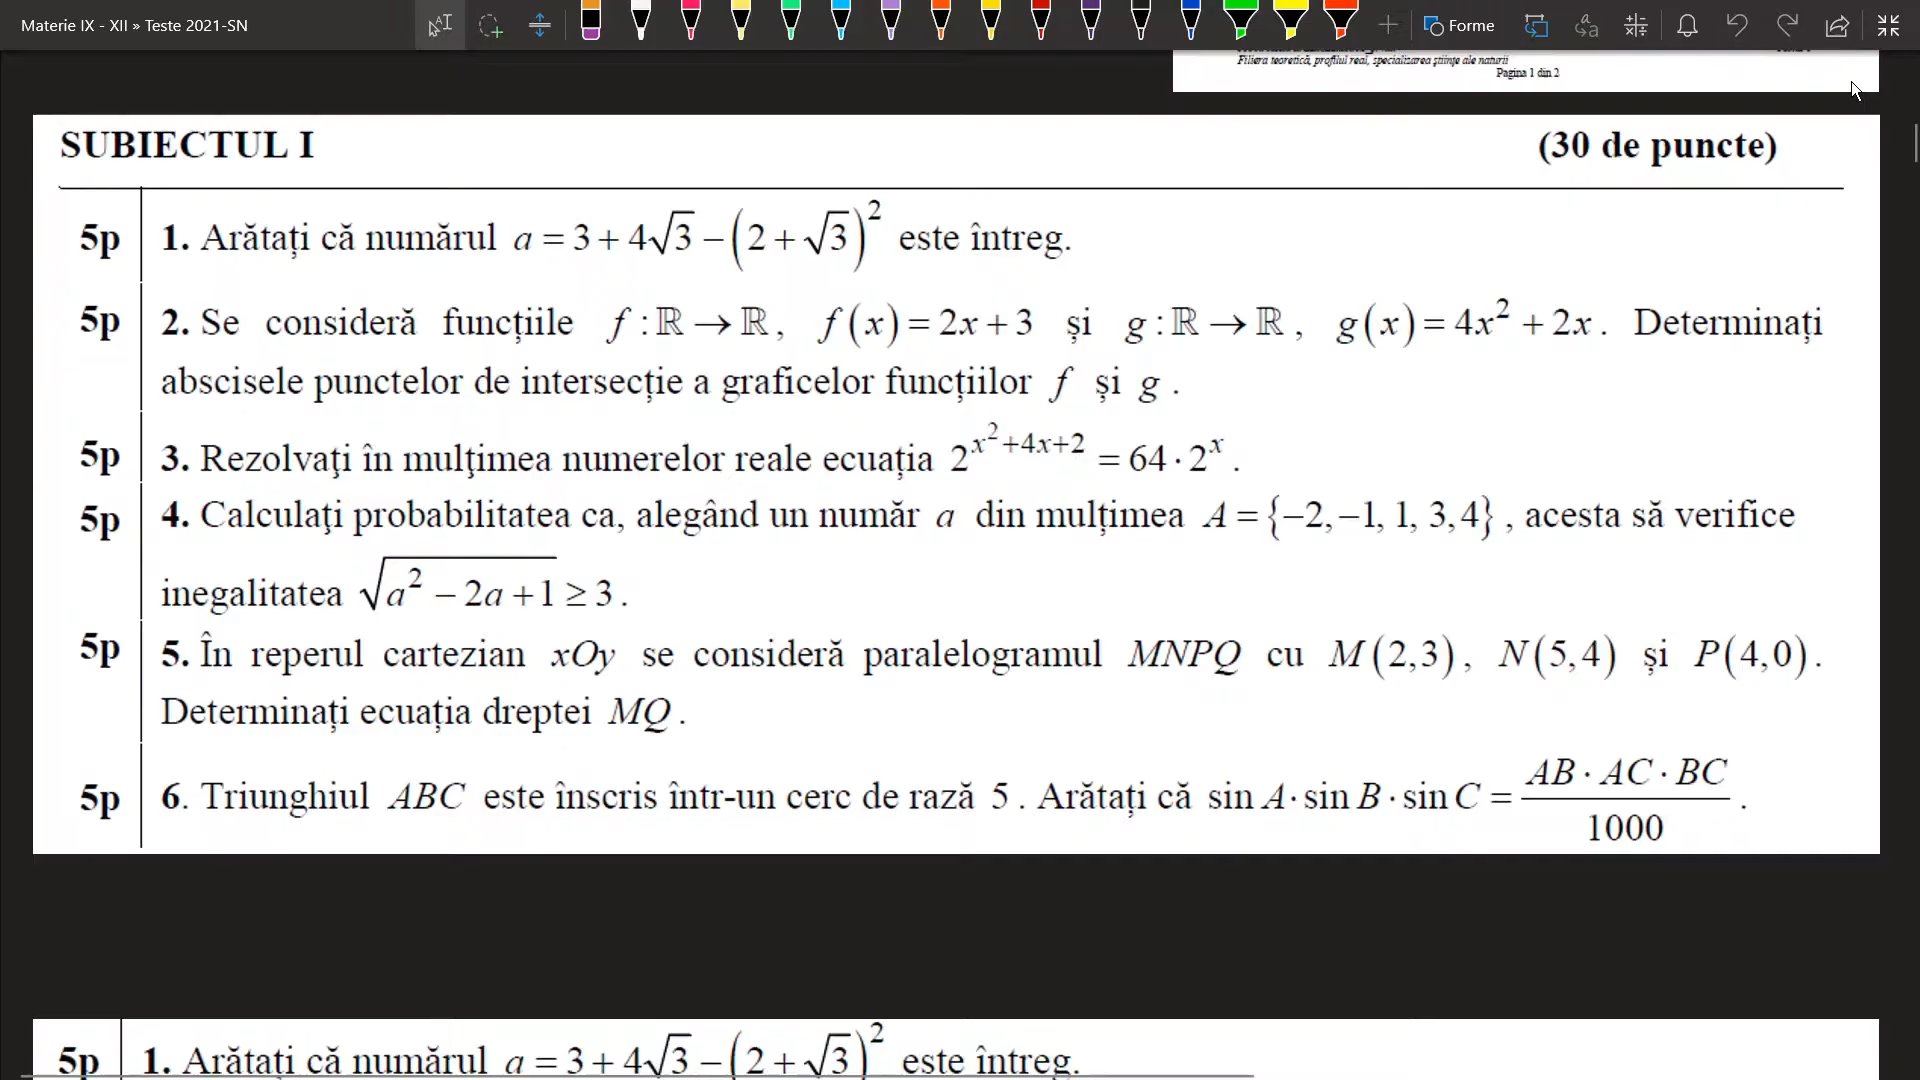 Materie IX - XII » Teste 2021-SN
Forme
Filiera teoretică, profilul real, specializarea ştiinţe ale naturii
Pagina 1 din 2
SUBIECTUL I (30 de puncte)
5p 1. Arătați că numărul a = 3 + 4√3 − (2 + √3)² este întreg.
5p 2. Se consideră funcțiile f : ℝ → ℝ, f(x) = 2x + 3 și g : ℝ → ℝ, g(x) = 4x² + 2x. Determinați
abscisele punctelor de intersecție a graficelor funcțiilor f și g.
5p 3. Rezolvaţi în mulţimea numerelor reale ecuația 2^(x²+4x+2) = 64 · 2^x.
5p 4. Calculaţi probabilitatea ca, alegând un număr a din mulțimea A = {−2, −1, 1, 3, 4}, acesta să verifice
inegalitatea √(a² − 2a + 1) ≥ 3.
5p 5. În reperul cartezian xOy se consideră paralelogramul MNPQ cu M(2,3), N(5,4) şi P(4,0).
Determinați ecuația dreptei MQ.
5p 6. Triunghiul ABC este înscris într-un cerc de rază 5. Arătați că sin A · sin B · sin C = (AB · AC · BC)/1000.
5p 1. Arătați că numărul a = 3 + 4√3 − (2 + √3)² este întreg.